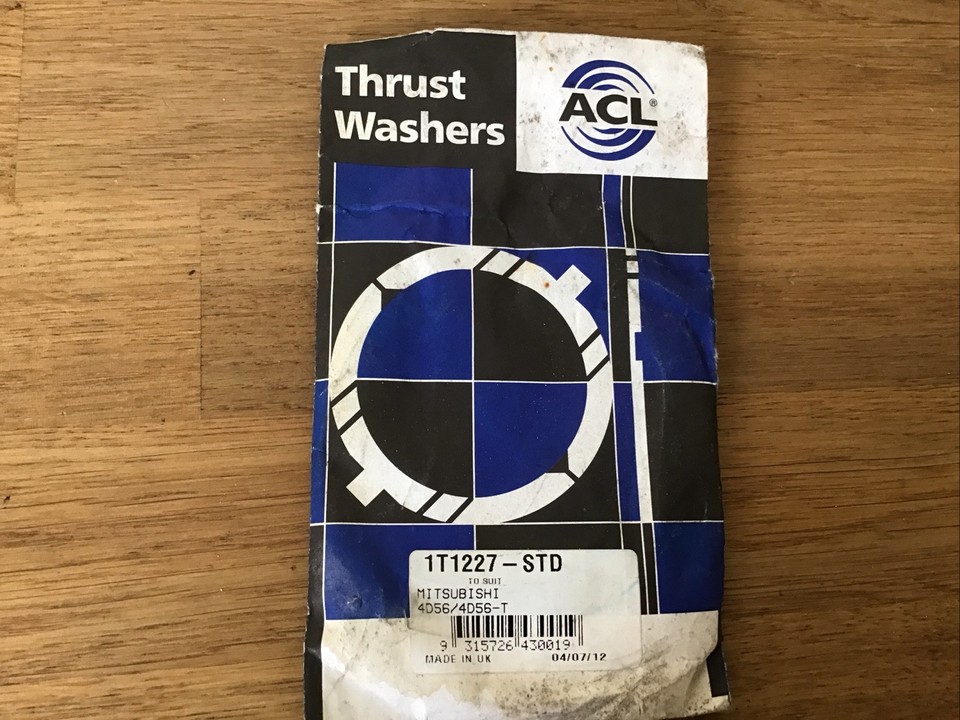 Thrust
Washers
ACL®
1T1227-STD
TO SUIT
MITSUBISHI
4D56/4D56-T
9 315726 430019
MADE IN UK 04/07/12